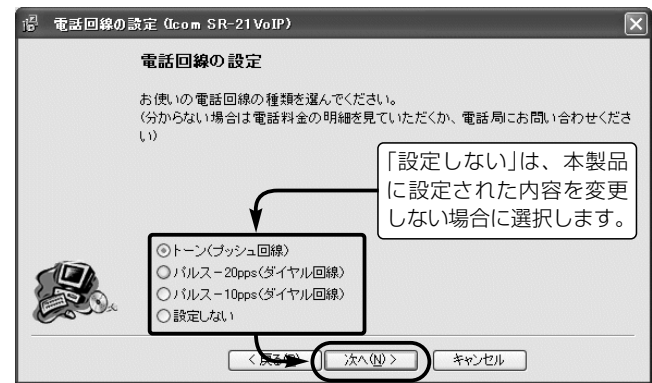 電話回線の設定 (Icom SR-21VoIP)
電話回線の設定
お使いの電話回線の種類を選んでください。
(分からない場合は電話料金の明細を見ていただくか、電話局にお問い合わせくださ
い)
「設定しない」は、本製品
に設定された内容を変更
しない場合に選択します。
トーン(プッシュ回線)
パルス-20pps(ダイヤル回線)
パルス-10pps(ダイヤル回線)
設定しない
< 戻る
次へ(N) >
キャンセル